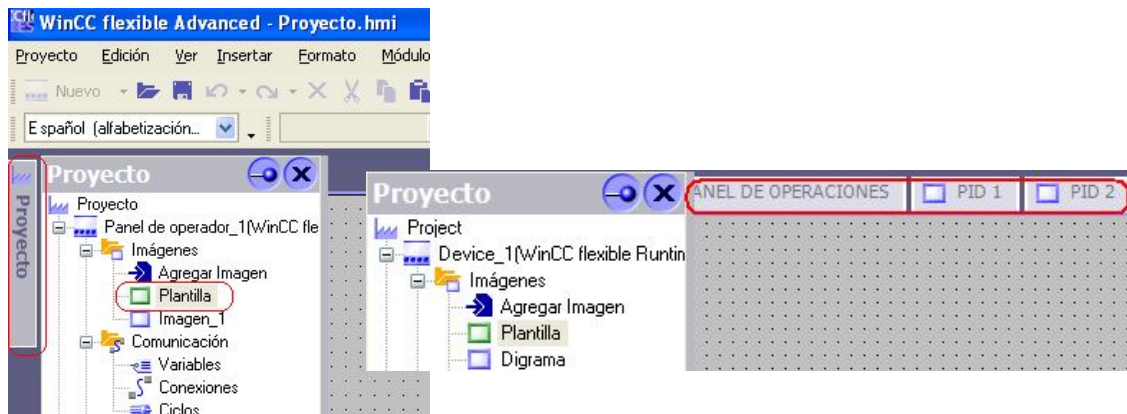 WinCC flexible Advanced - Proyecto.hmi
Proyecto Edición Ver Insertar Formato Módulo
Nuevo
Español (alfabetización...
Proyecto
Proyecto
Proyecto
Panel de operador_1(WinCC fle
Imágenes
Agregar Imagen
Plantilla
Imagen_1
Comunicación
Variables
Conexiones
Ciclos
Proyecto
ANEL DE OPERACIONES PID 1 PID 2
Project
Device_1(WinCC flexible Runtin
Imágenes
Agregar Imagen
Plantilla
Digrama